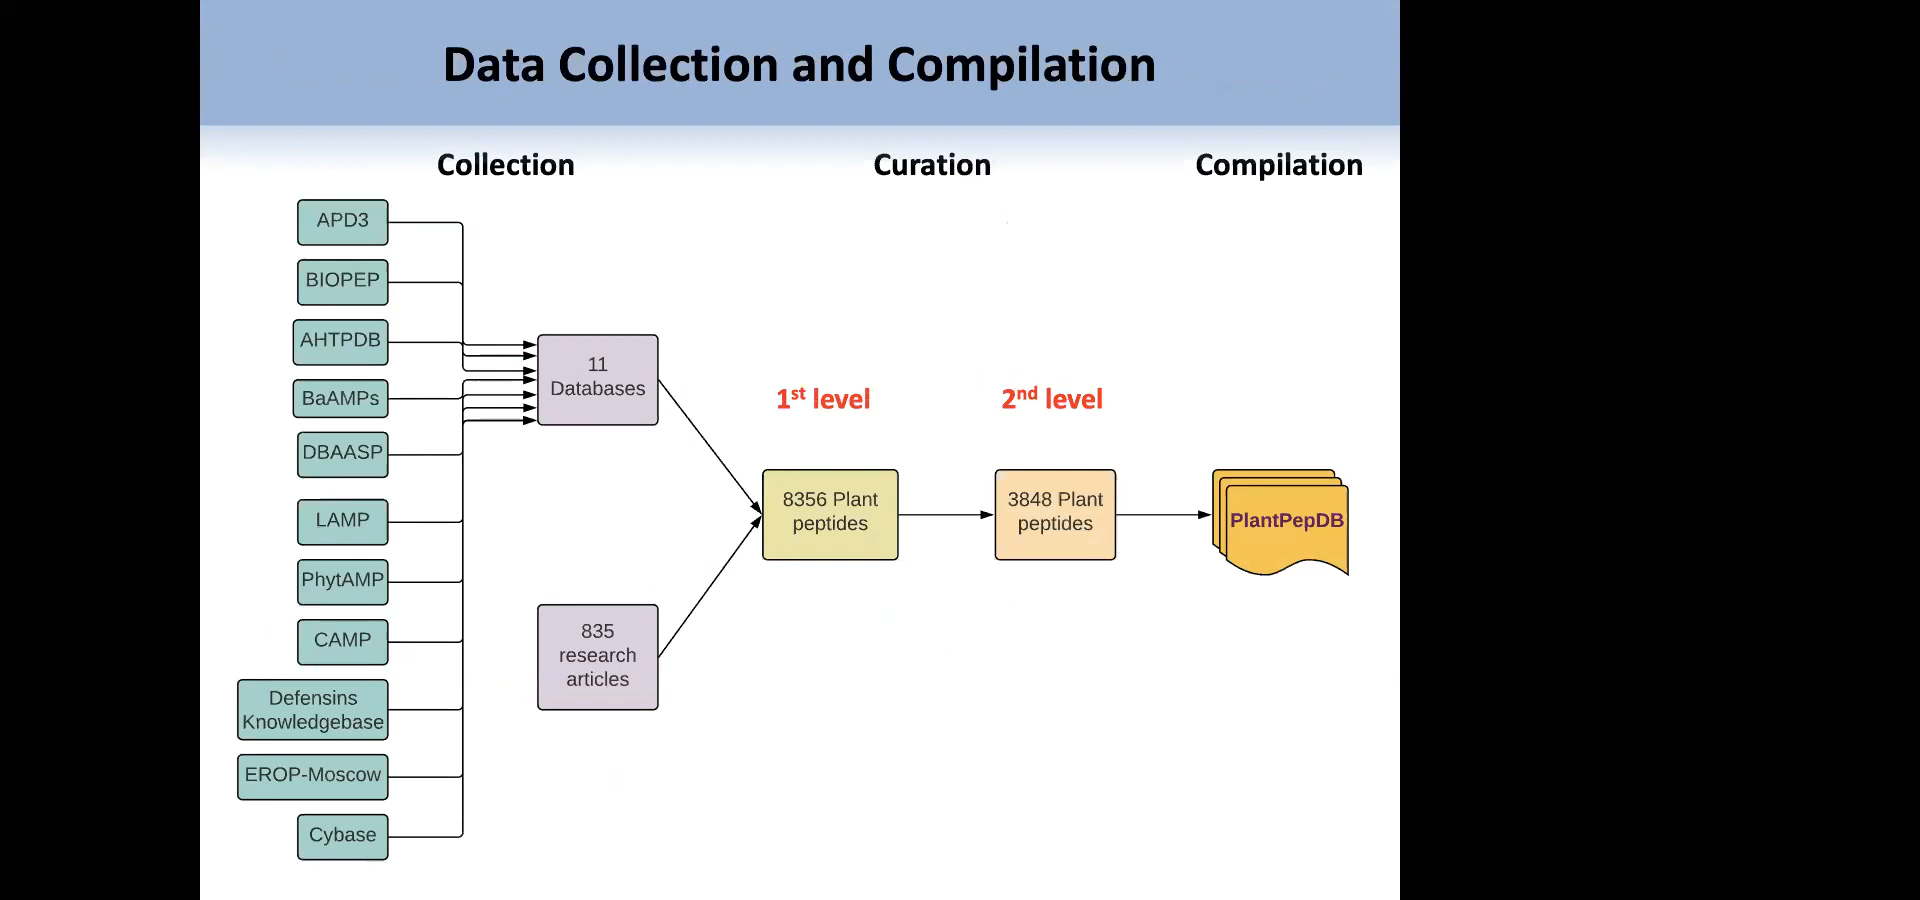 Data Collection and Compilation
Collection
Curation
Compilation
APD3
BIOPEP
AHTPDB
BaAMPs
DBAASP
LAMP
PhytAMP
CAMP
Defensins
Knowledgebase
EROP-Moscow
Cybase
11
Databases
835
research
articles
1st level
2nd level
8356 Plant
peptides
3848 Plant
peptides
PlantPepDB